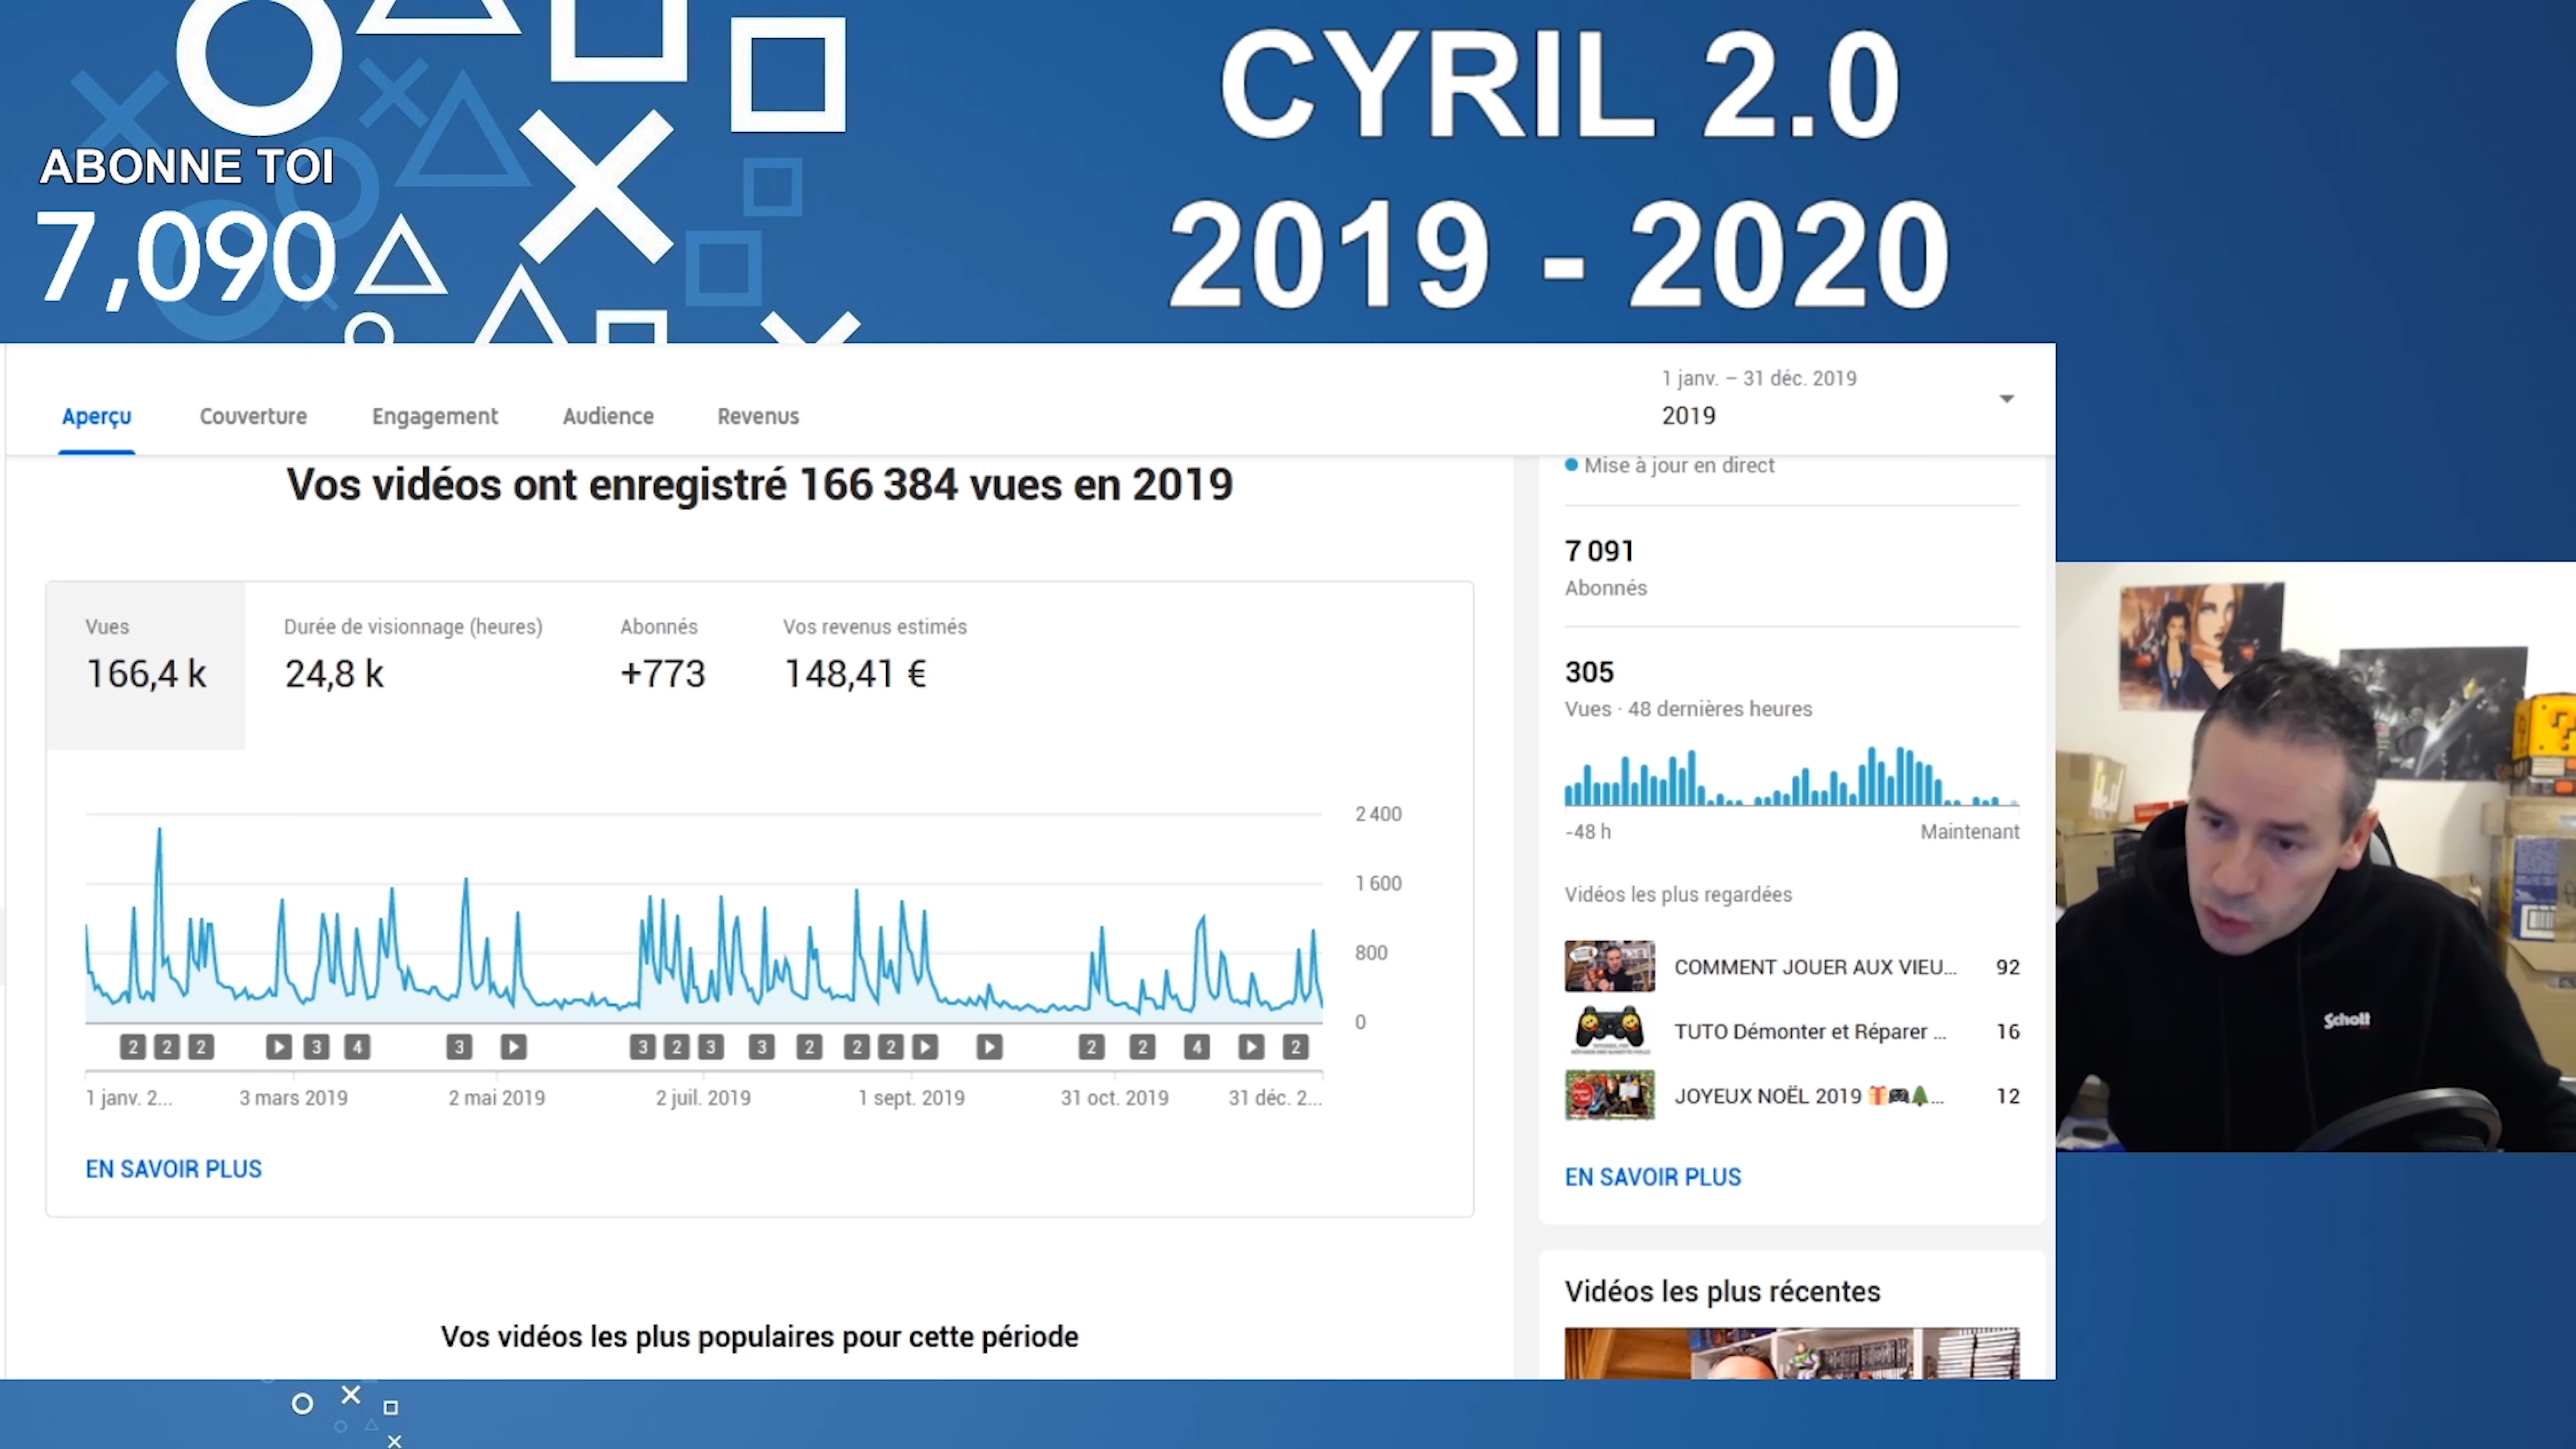 CYRIL 2.0
2019 - 2020
ABONNE TOI
7,090
Aperçu
Couverture
Engagement
Audience
Revenus
1 janv. – 31 déc. 2019
2019
Vos vidéos ont enregistré 166 384 vues en 2019
Vues
166,4 k
Durée de visionnage (heures)
24,8 k
Abonnés
+773
Vos revenus estimés
148,41 €
2 400
1 600
800
0
2 2 2 3 4 3 3 2 3 3 2 2 2 2 2 4 2
1 janv. 2... 3 mars 2019 2 mai 2019 2 juil. 2019 1 sept. 2019 31 oct. 2019 31 déc. 2...
EN SAVOIR PLUS
Vos vidéos les plus populaires pour cette période
Mise à jour en direct
7 091
Abonnés
305
Vues · 48 dernières heures
-48 h Maintenant
Vidéos les plus regardées
COMMENT JOUER AUX VIEU... 92
TUTO Démonter et Réparer ... 16
JOYEUX NOËL 2019 🎁🎮🌲... 12
EN SAVOIR PLUS
Vidéos les plus récentes
Schott